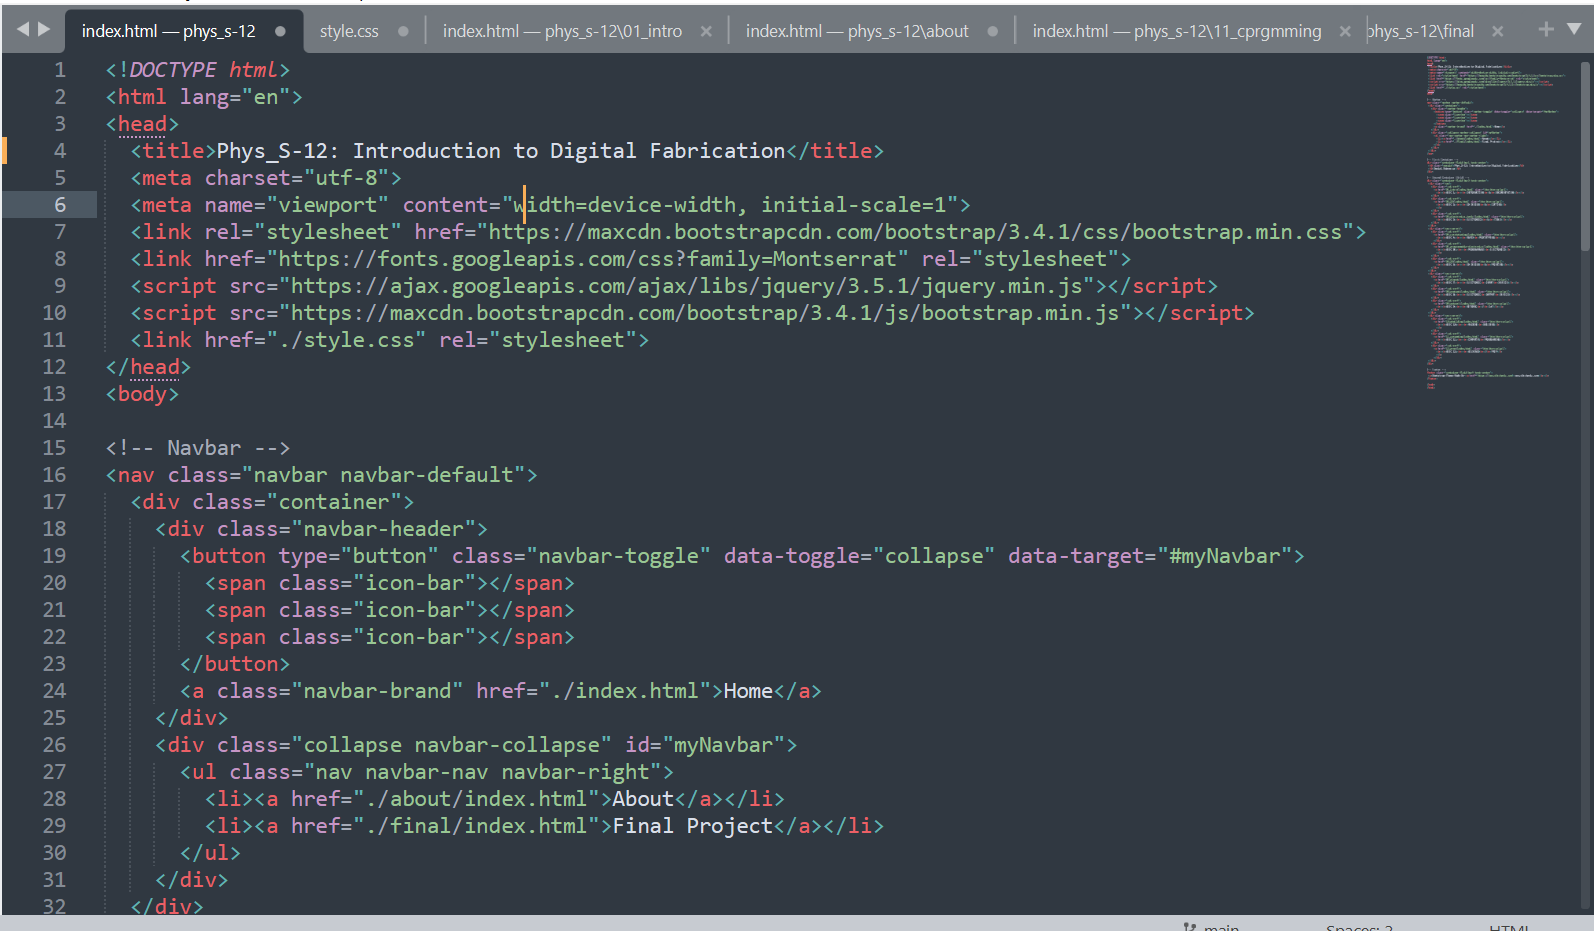 index.html — phys_s-12
style.css
index.html — phys_s-12\01_intro
index.html — phys_s-12\about
index.html — phys_s-12\11_cprgmming
phys_s-12\final
1 <!DOCTYPE html>
2 <html lang="en">
3 <head>
4 <title>Phys_S-12: Introduction to Digital Fabrication</title>
5 <meta charset="utf-8">
6 <meta name="viewport" content="width=device-width, initial-scale=1">
7 <link rel="stylesheet" href="https://maxcdn.bootstrapcdn.com/bootstrap/3.4.1/css/bootstrap.min.css">
8 <link href="https://fonts.googleapis.com/css?family=Montserrat" rel="stylesheet">
9 <script src="https://ajax.googleapis.com/ajax/libs/jquery/3.5.1/jquery.min.js"></script>
10 <script src="https://maxcdn.bootstrapcdn.com/bootstrap/3.4.1/js/bootstrap.min.js"></script>
11 <link href="./style.css" rel="stylesheet">
12 </head>
13 <body>
14
15 <!-- Navbar -->
16 <nav class="navbar navbar-default">
17 <div class="container">
18 <div class="navbar-header">
19 <button type="button" class="navbar-toggle" data-toggle="collapse" data-target="#myNavbar">
20 <span class="icon-bar"></span>
21 <span class="icon-bar"></span>
22 <span class="icon-bar"></span>
23 </button>
24 <a class="navbar-brand" href="./index.html">Home</a>
25 </div>
26 <div class="collapse navbar-collapse" id="myNavbar">
27 <ul class="nav navbar-nav navbar-right">
28 <li><a href="./about/index.html">About</a></li>
29 <li><a href="./final/index.html">Final Project</a></li>
30 </ul>
31 </div>
32 </div>
main
Spaces: 2
HTML